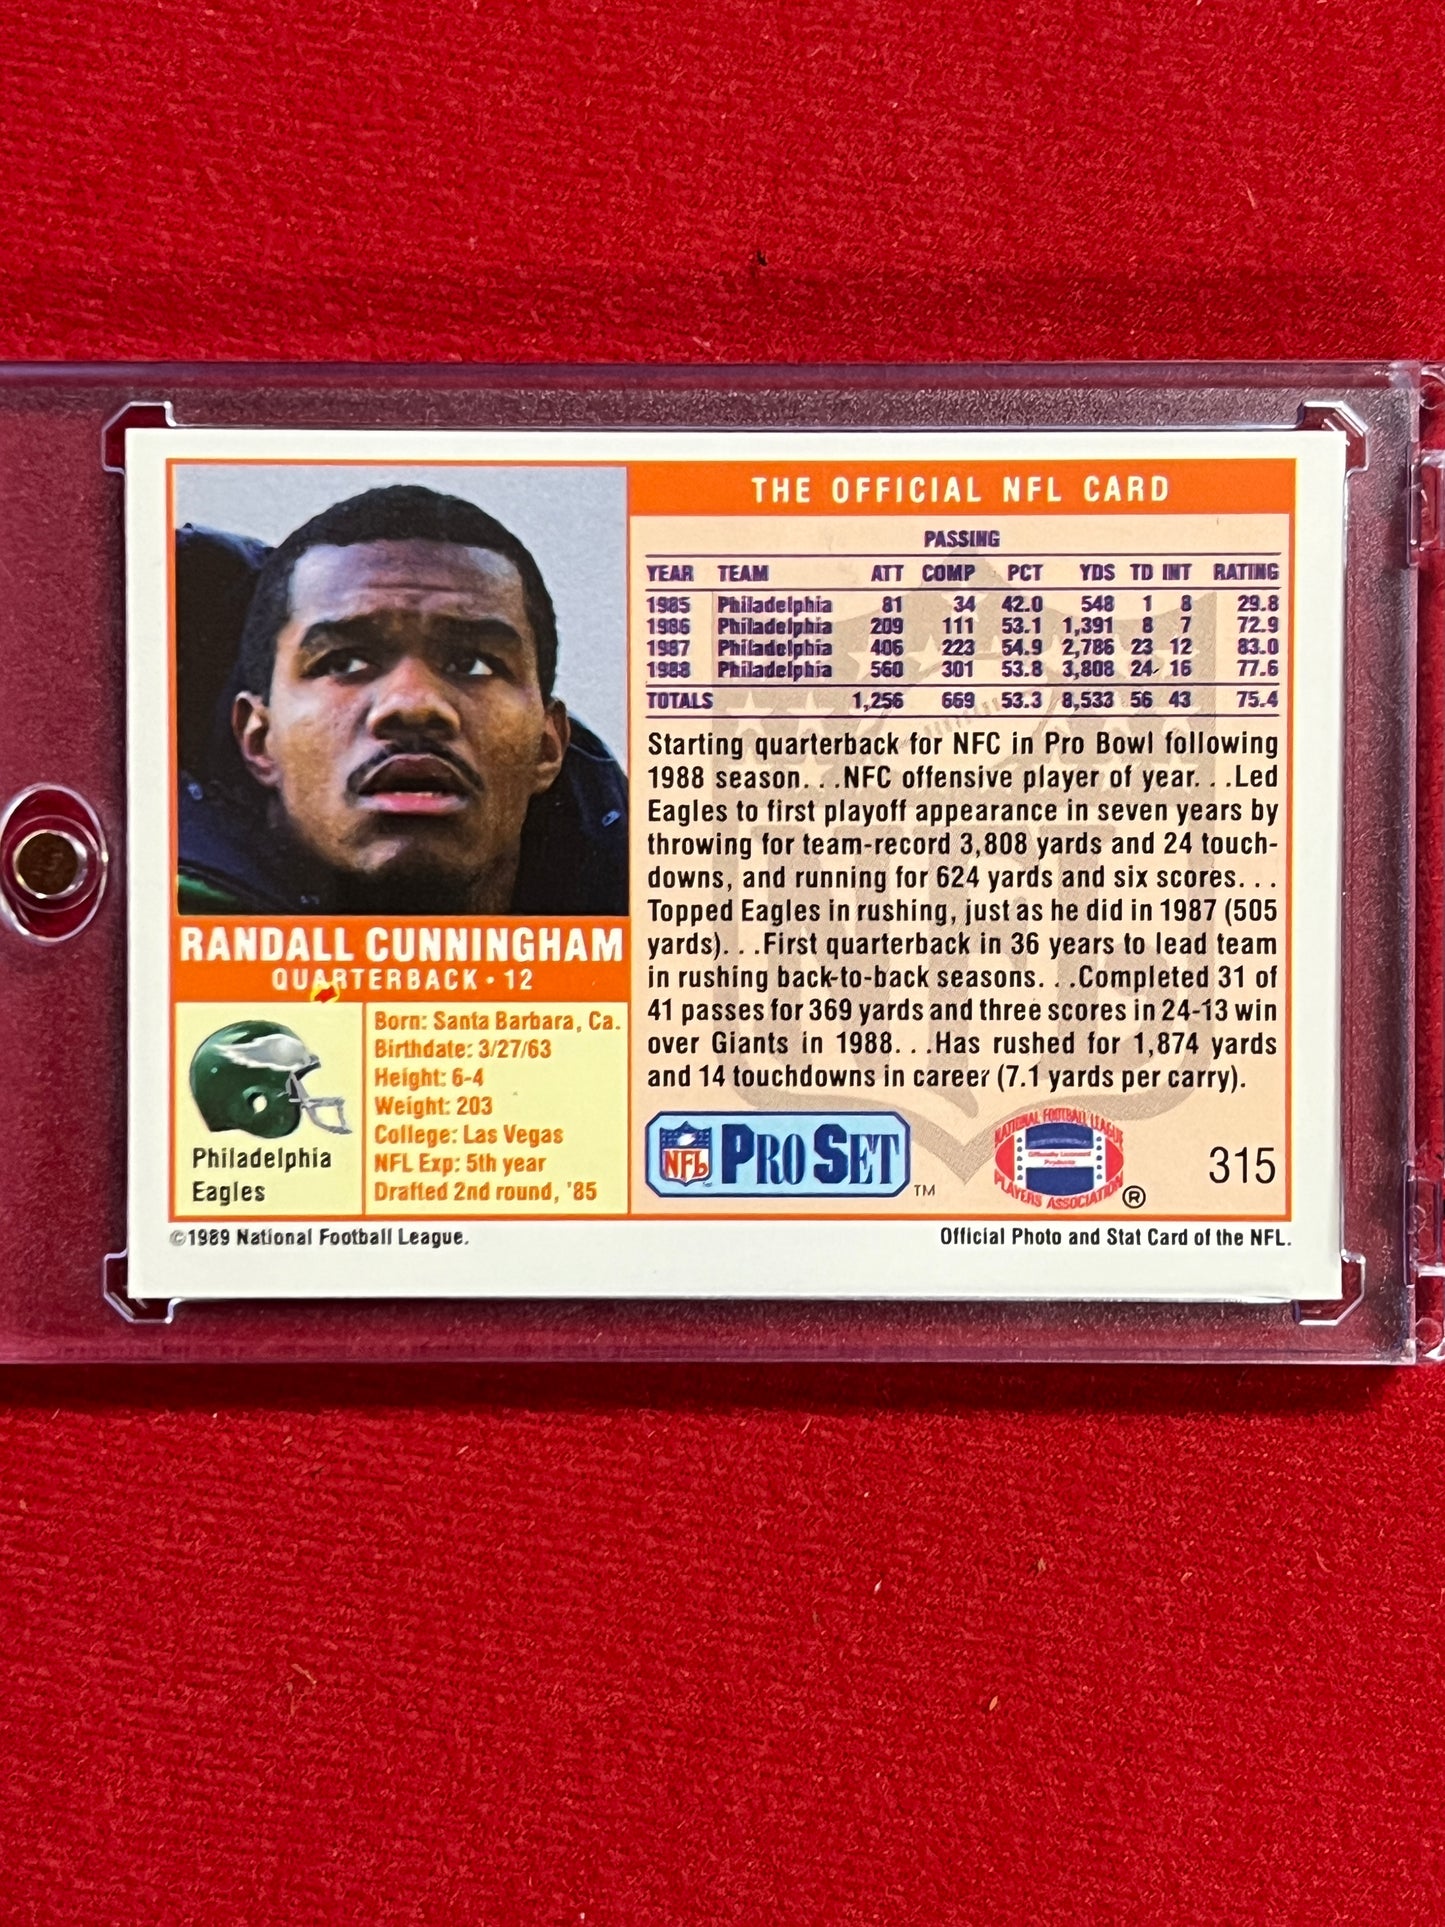 THE OFFICIAL NFL CARD
PASSING
YEAR TEAM ATT COMP PCT YDS TD INT RATING
1985 Philadelphia 81 34 42.0 548 1 8 29.8
1986 Philadelphia 209 111 53.1 1,391 8 7 72.9
1987 Philadelphia 406 223 54.9 2,786 23 12 83.0
1988 Philadelphia 560 301 53.8 3,808 24 16 77.6
TOTALS 1,256 669 53.3 8,533 56 43 75.4
Starting quarterback for NFC in Pro Bowl following
1988 season. . .NFC offensive player of year. . .Led
Eagles to first playoff appearance in seven years by
throwing for team-record 3,808 yards and 24 touch-
downs, and running for 624 yards and six scores. . .
Topped Eagles in rushing, just as he did in 1987 (505
yards). . .First quarterback in 36 years to lead team
in rushing back-to-back seasons. . .Completed 31 of
41 passes for 369 yards and three scores in 24-13 win
over Giants in 1988. . .Has rushed for 1,874 yards
and 14 touchdowns in career (7.1 yards per carry).
RANDALL CUNNINGHAM
QUARTERBACK • 12
Born: Santa Barbara, Ca.
Birthdate: 3/27/63
Height: 6-4
Weight: 203
College: Las Vegas
NFL Exp: 5th year
Drafted 2nd round, '85
Philadelphia
Eagles
NFL PRO SET ™
NATIONAL FOOTBALL LEAGUE
Officially Licensed
Products
PLAYERS ASSOCIATION ®
315
©1989 National Football League.
Official Photo and Stat Card of the NFL.